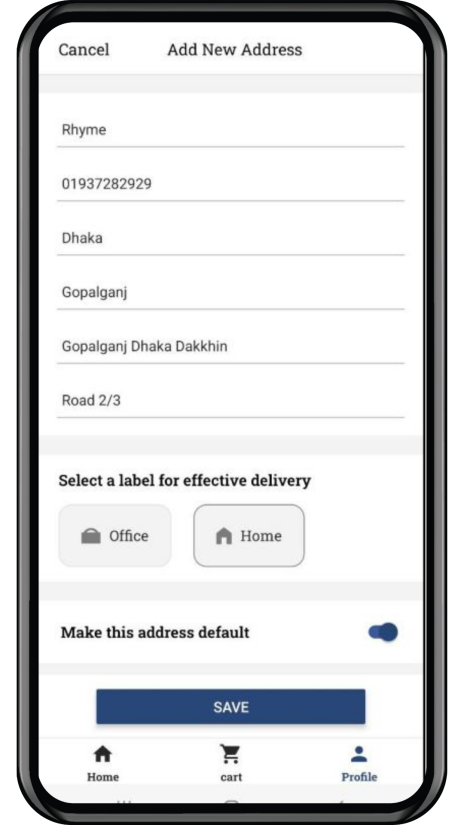 Cancel Add New Address
Rhyme
01937282929
Dhaka
Gopalganj
Gopalganj Dhaka Dakkhin
Road 2/3
Select a label for effective delivery
Office Home
Make this address default
SAVE
Home cart Profile